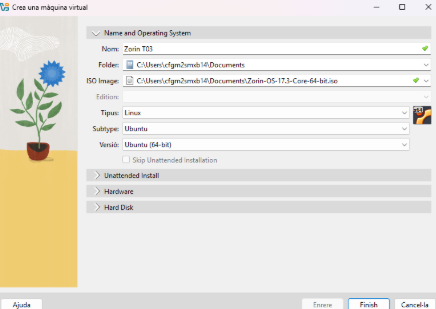 Crea una màquina virtual
Name and Operating System
Nom: Zorin T03
Folder: C:\Users\cfgm2smxb14\Documents
ISO Image: C:\Users\cfgm2smxb14\Documents\Zorin-OS-17.3-Core-64-bit.iso
Edition:
Tipus: Linux
Subtype: Ubuntu
Versió: Ubuntu (64-bit)
Skip Unattended Installation
Unattended Install
Hardware
Hard Disk
Ajuda Enrere Finish Cancel·la